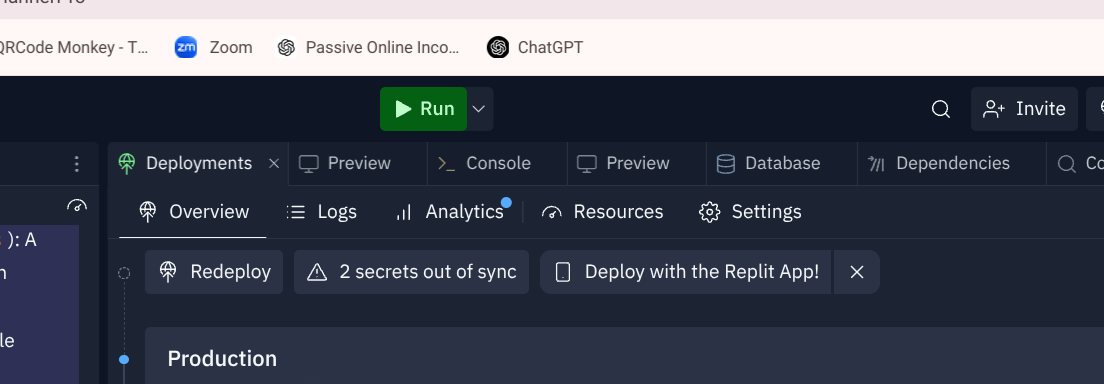 QRCode Monkey - T...
zm Zoom
Passive Online Inco...
ChatGPT
Run
Invite
Deployments
Preview
Console
Preview
Database
Dependencies
Co
Overview
Logs
Analytics
Resources
Settings
): A
Redeploy
2 secrets out of sync
Deploy with the Replit App!
le
Production